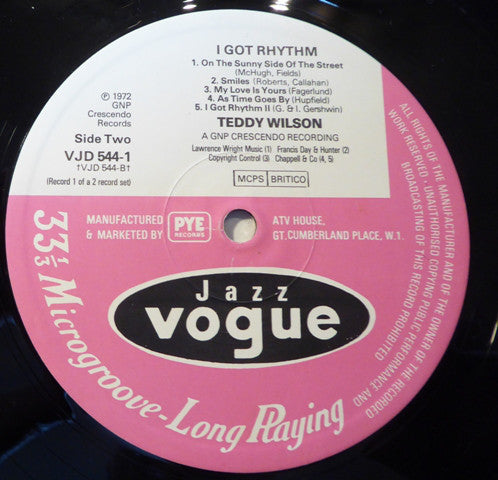 I GOT RHYTHM
1. On The Sunny Side Of The Street
(McHugh, Fields)
2. Smiles (Roberts, Callahan)
3. My Love Is Yours (Fagerlund)
4. As Time Goes By (Hupfield)
5. I Got Rhythm II (G. & I. Gershwin)
TEDDY WILSON
A GNP CRESCENDO RECORDING
Lawrence Wright Music (1) Francis Day & Hunter (2)
Copyright Control (3) Chappell & Co (4, 5)
MCPS BRITICO
℗ 1972
GNP
Crescendo
Records
Side Two
VJD 544-1
†VJD 544-B†
(Record 1 of a 2 record set)
MANUFACTURED
& MARKETED BY
PYE
RECORDS
ATV HOUSE,
GT. CUMBERLAND PLACE, W.1.
Jazz
vogue
33⅓ Microgroove-Long Playing
ALL RIGHTS OF THE MANUFACTURER AND OF THE OWNER OF THE RECORDED
WORK RESERVED · UNAUTHORISED COPYING PUBLIC PERFORMANCE AND
BROADCASTING OF THIS RECORD PROHIBITED